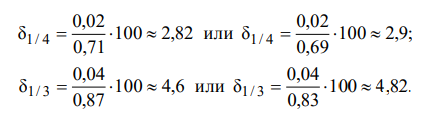 δ1/4 = 0,02/0,71 · 100 ≈ 2,82 или δ1/4 = 0,02/0,69 · 100 ≈ 2,9;
δ1/3 = 0,04/0,87 · 100 ≈ 4,6 или δ1/3 = 0,04/0,83 · 100 ≈ 4,82.